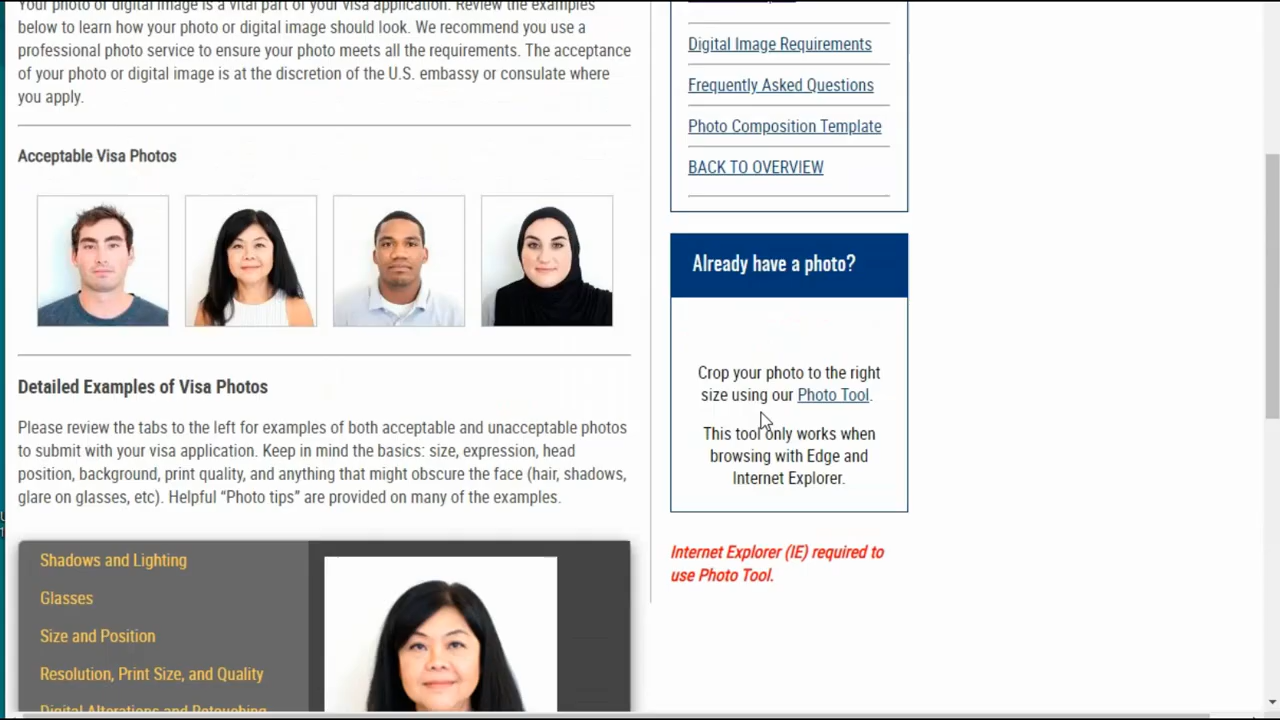 Your photo or digital image is a vital part of your visa application. Review the examples
below to learn how your photo or digital image should look. We recommend you use a
professional photo service to ensure your photo meets all the requirements. The acceptance
of your photo or digital image is at the discretion of the U.S. embassy or consulate where
you apply.
Acceptable Visa Photos
Detailed Examples of Visa Photos
Please review the tabs to the left for examples of both acceptable and unacceptable photos
to submit with your visa application. Keep in mind the basics: size, expression, head
position, background, print quality, and anything that might obscure the face (hair, shadows,
glare on glasses, etc). Helpful “Photo tips” are provided on many of the examples.
Shadows and Lighting
Glasses
Size and Position
Resolution, Print Size, and Quality
Digital Alterations and Retouching
Digital Image Requirements
Frequently Asked Questions
Photo Composition Template
BACK TO OVERVIEW
Already have a photo?
Crop your photo to the right
size using our Photo Tool.
This tool only works when
browsing with Edge and
Internet Explorer.
Internet Explorer (IE) required to
use Photo Tool.